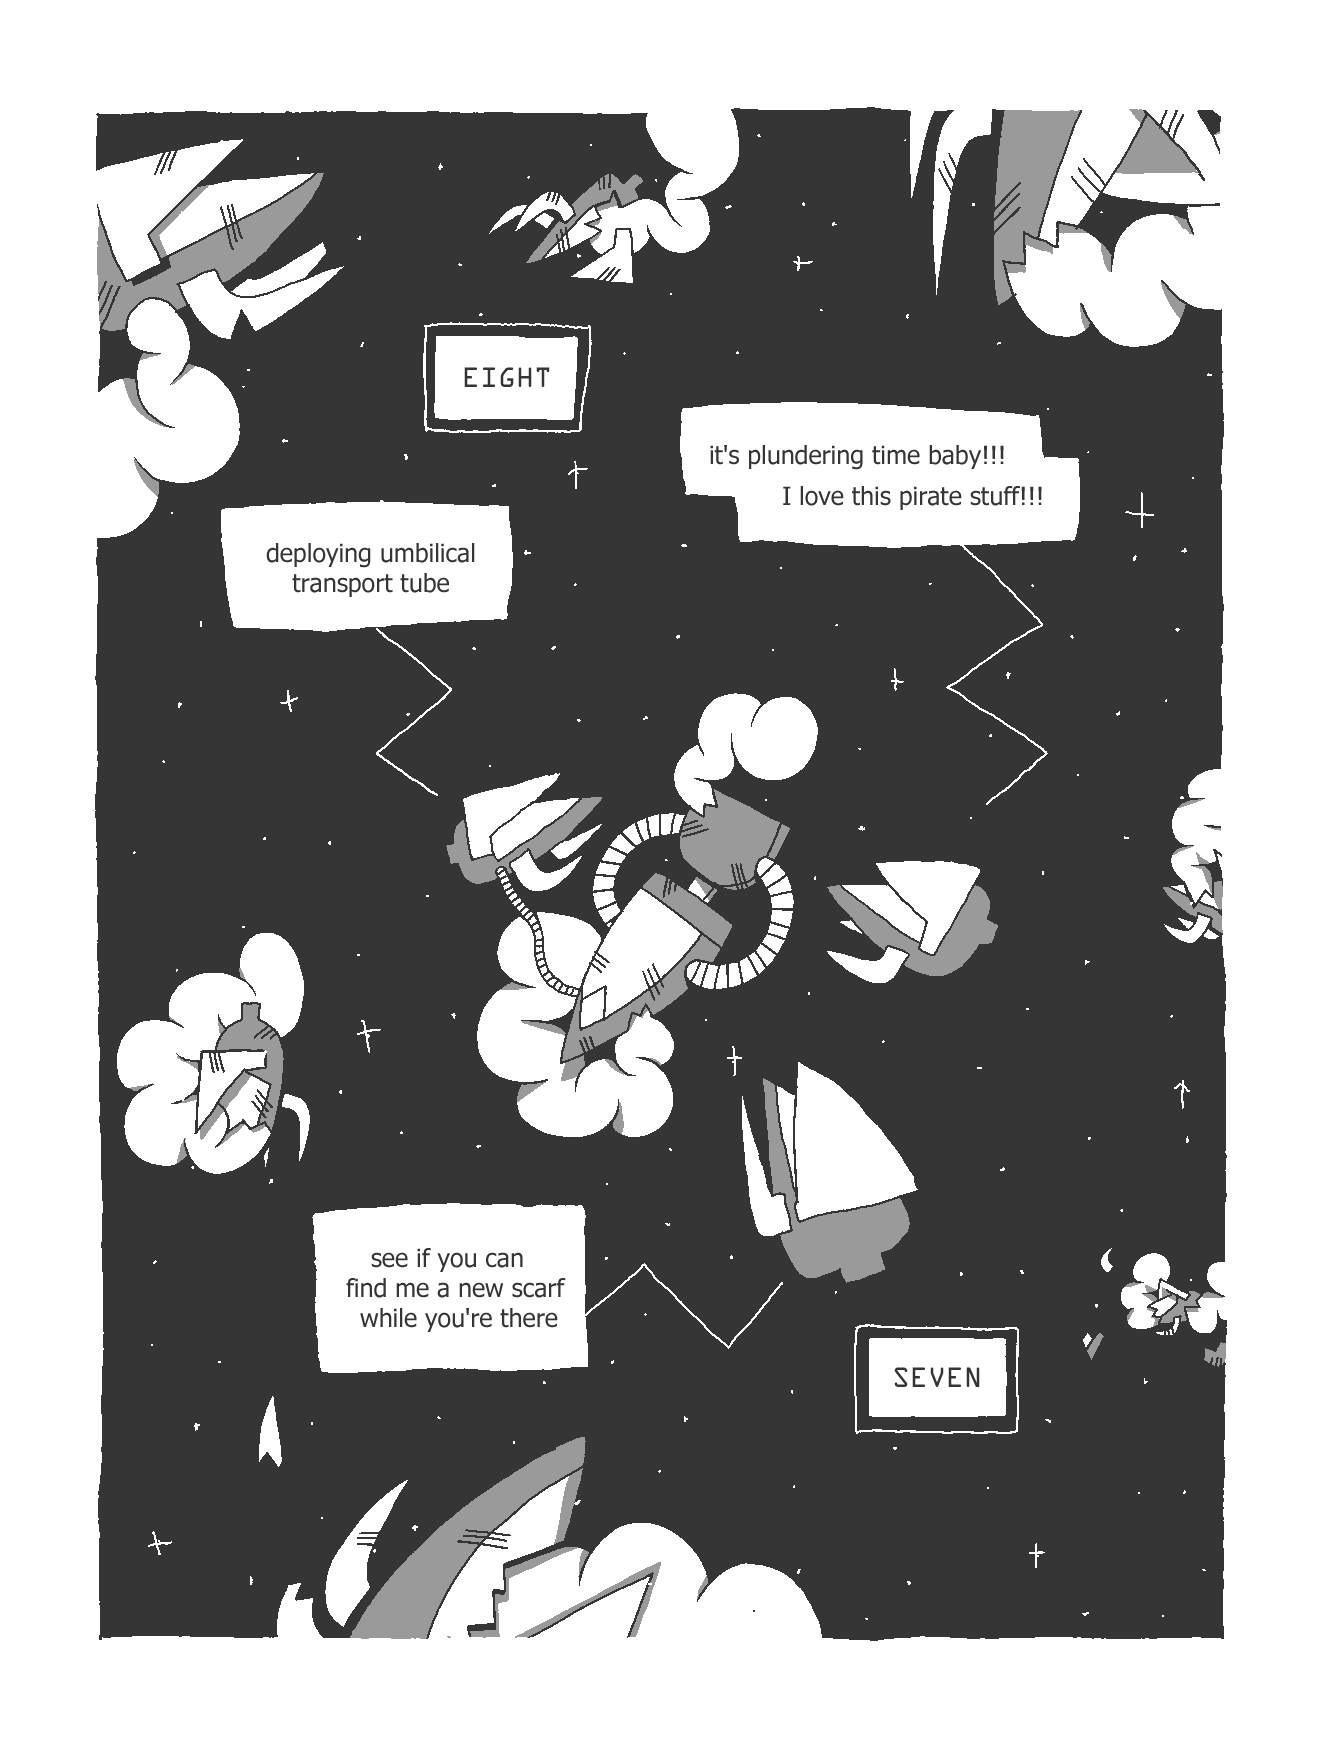 EIGHT
it's plundering time baby!!!
I love this pirate stuff!!!
deploying umbilical
transport tube
see if you can
find me a new scarf
while you're there
SEVEN